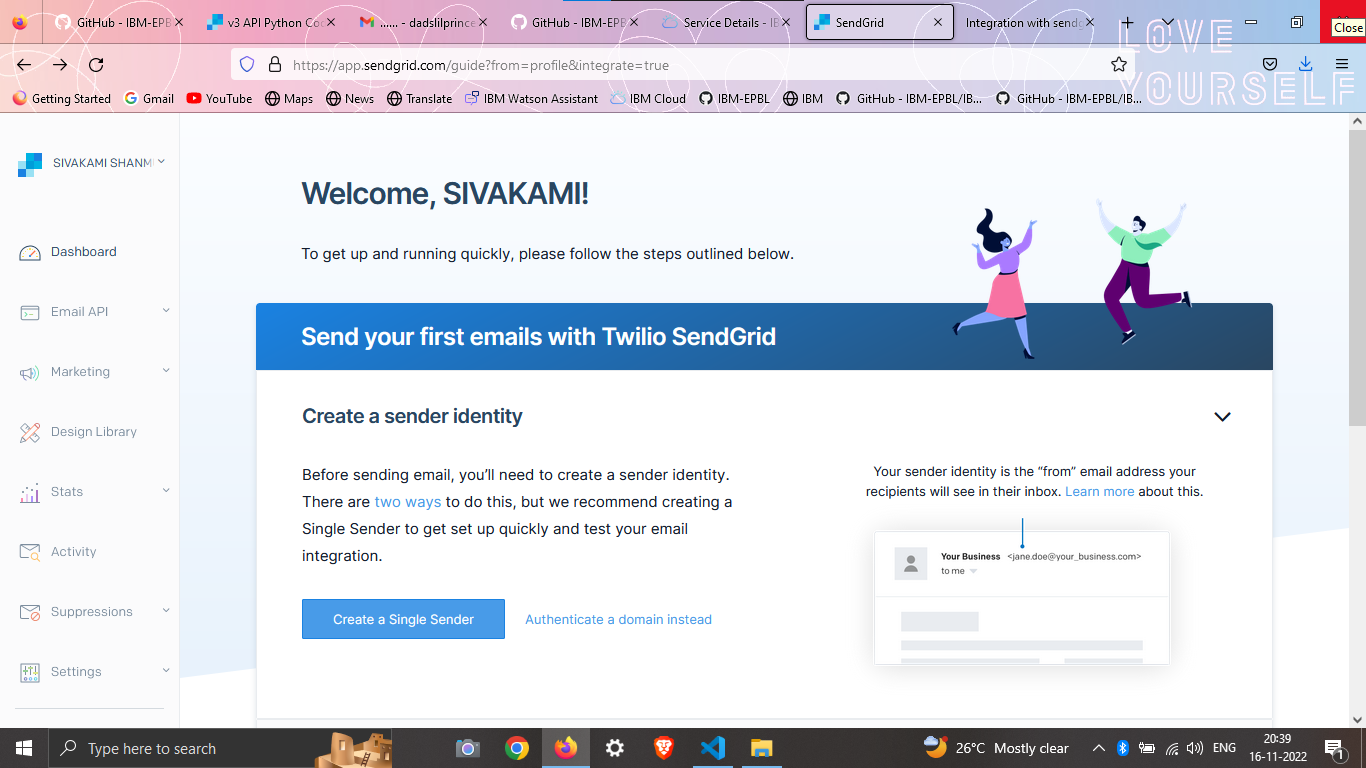 GitHub - IBM-EPB
v3 API Python Co
...... - dadslilprince
GitHub - IBM-EPB
Service Details - IB
SendGrid
Integration with sendg
Close
LOVE
YOURSELF
https://app.sendgrid.com/guide?from=profile&integrate=true
Getting Started
Gmail
YouTube
Maps
News
Translate
IBM Watson Assistant
IBM Cloud
IBM-EPBL
IBM
GitHub - IBM-EPBL/IB...
GitHub - IBM-EPBL/IB...
SIVAKAMI SHANM
Dashboard
Email API
Marketing
Design Library
Stats
Activity
Suppressions
Settings
Welcome, SIVAKAMI!
To get up and running quickly, please follow the steps outlined below.
Send your first emails with Twilio SendGrid
Create a sender identity
Before sending email, you’ll need to create a sender identity.
There are two ways to do this, but we recommend creating a
Single Sender to get set up quickly and test your email
integration.
Create a Single Sender
Authenticate a domain instead
Your sender identity is the “from” email address your
recipients will see in their inbox. Learn more about this.
Your Business <jane.doe@your_business.com>
to me
Type here to search
26°C Mostly clear
ENG
20:39
16-11-2022
1